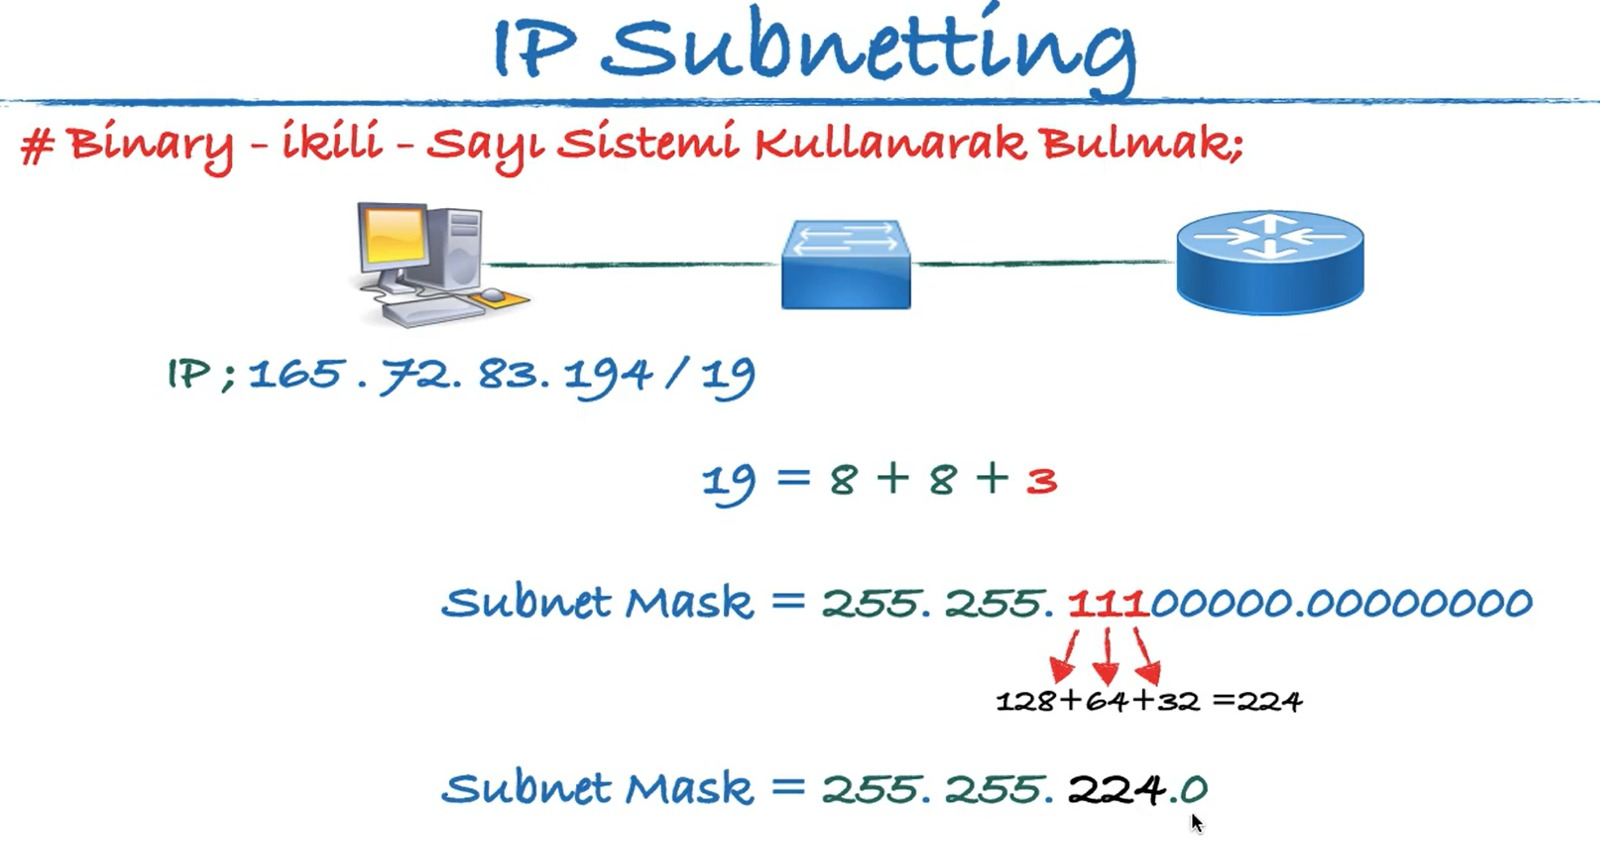 IP Subnetting
# Binary - ikili - Sayı Sistemi Kullanarak Bulmak;
IP ; 165 . 72. 83. 194 / 19
19 = 8 + 8 + 3
Subnet Mask = 255. 255. 11100000.00000000
128+64+32 =224
Subnet Mask = 255. 255. 224.0